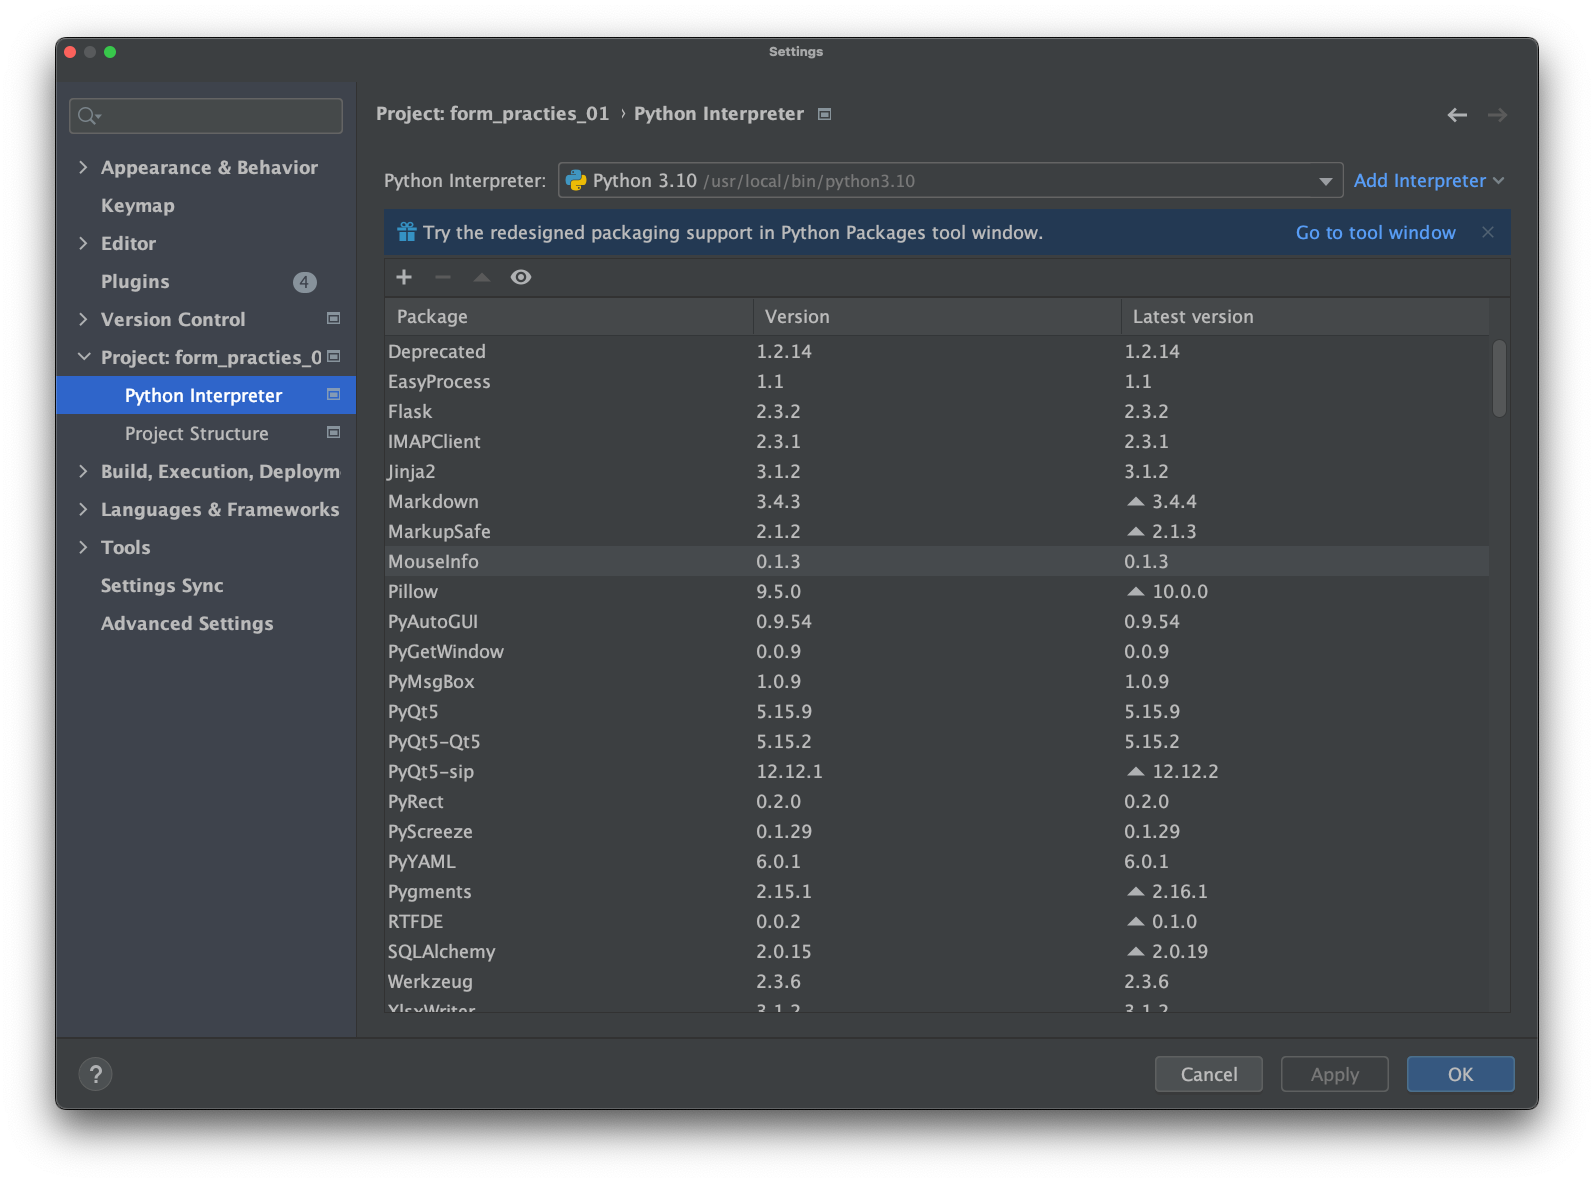 Settings
Project: form_practies_01 › Python Interpreter
Appearance & Behavior
Keymap
Editor
Plugins 4
Version Control
Project: form_practies_0
Python Interpreter
Project Structure
Build, Execution, Deploym
Languages & Frameworks
Tools
Settings Sync
Advanced Settings
Python Interpreter: Python 3.10 /usr/local/bin/python3.10 Add Interpreter
Try the redesigned packaging support in Python Packages tool window. Go to tool window
Package Version Latest version
Deprecated 1.2.14 1.2.14
EasyProcess 1.1 1.1
Flask 2.3.2 2.3.2
IMAPClient 2.3.1 2.3.1
Jinja2 3.1.2 3.1.2
Markdown 3.4.3 3.4.4
MarkupSafe 2.1.2 2.1.3
MouseInfo 0.1.3 0.1.3
Pillow 9.5.0 10.0.0
PyAutoGUI 0.9.54 0.9.54
PyGetWindow 0.0.9 0.0.9
PyMsgBox 1.0.9 1.0.9
PyQt5 5.15.9 5.15.9
PyQt5-Qt5 5.15.2 5.15.2
PyQt5-sip 12.12.1 12.12.2
PyRect 0.2.0 0.2.0
PyScreeze 0.1.29 0.1.29
PyYAML 6.0.1 6.0.1
Pygments 2.15.1 2.16.1
RTFDE 0.0.2 0.1.0
SQLAlchemy 2.0.15 2.0.19
Werkzeug 2.3.6 2.3.6
XlsxWriter 3.1.2 3.1.2
? Cancel Apply OK